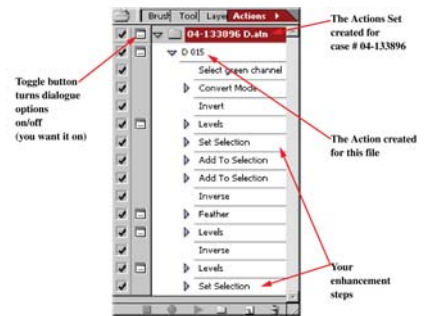 Brush Tool Laye Actions
04-133896 D.atn
D 015
Select green channel
Convert Mode
Invert
Levels
Set Selection
Add To Selection
Add To Selection
Inverse
Feather
Levels
Inverse
Levels
Set Selection
Toggle button
turns dialogue
options
on/off
(you want it on)
The Actions Set
created for
case # 04-133896
The Action created
for this file
Your
enhancement
steps